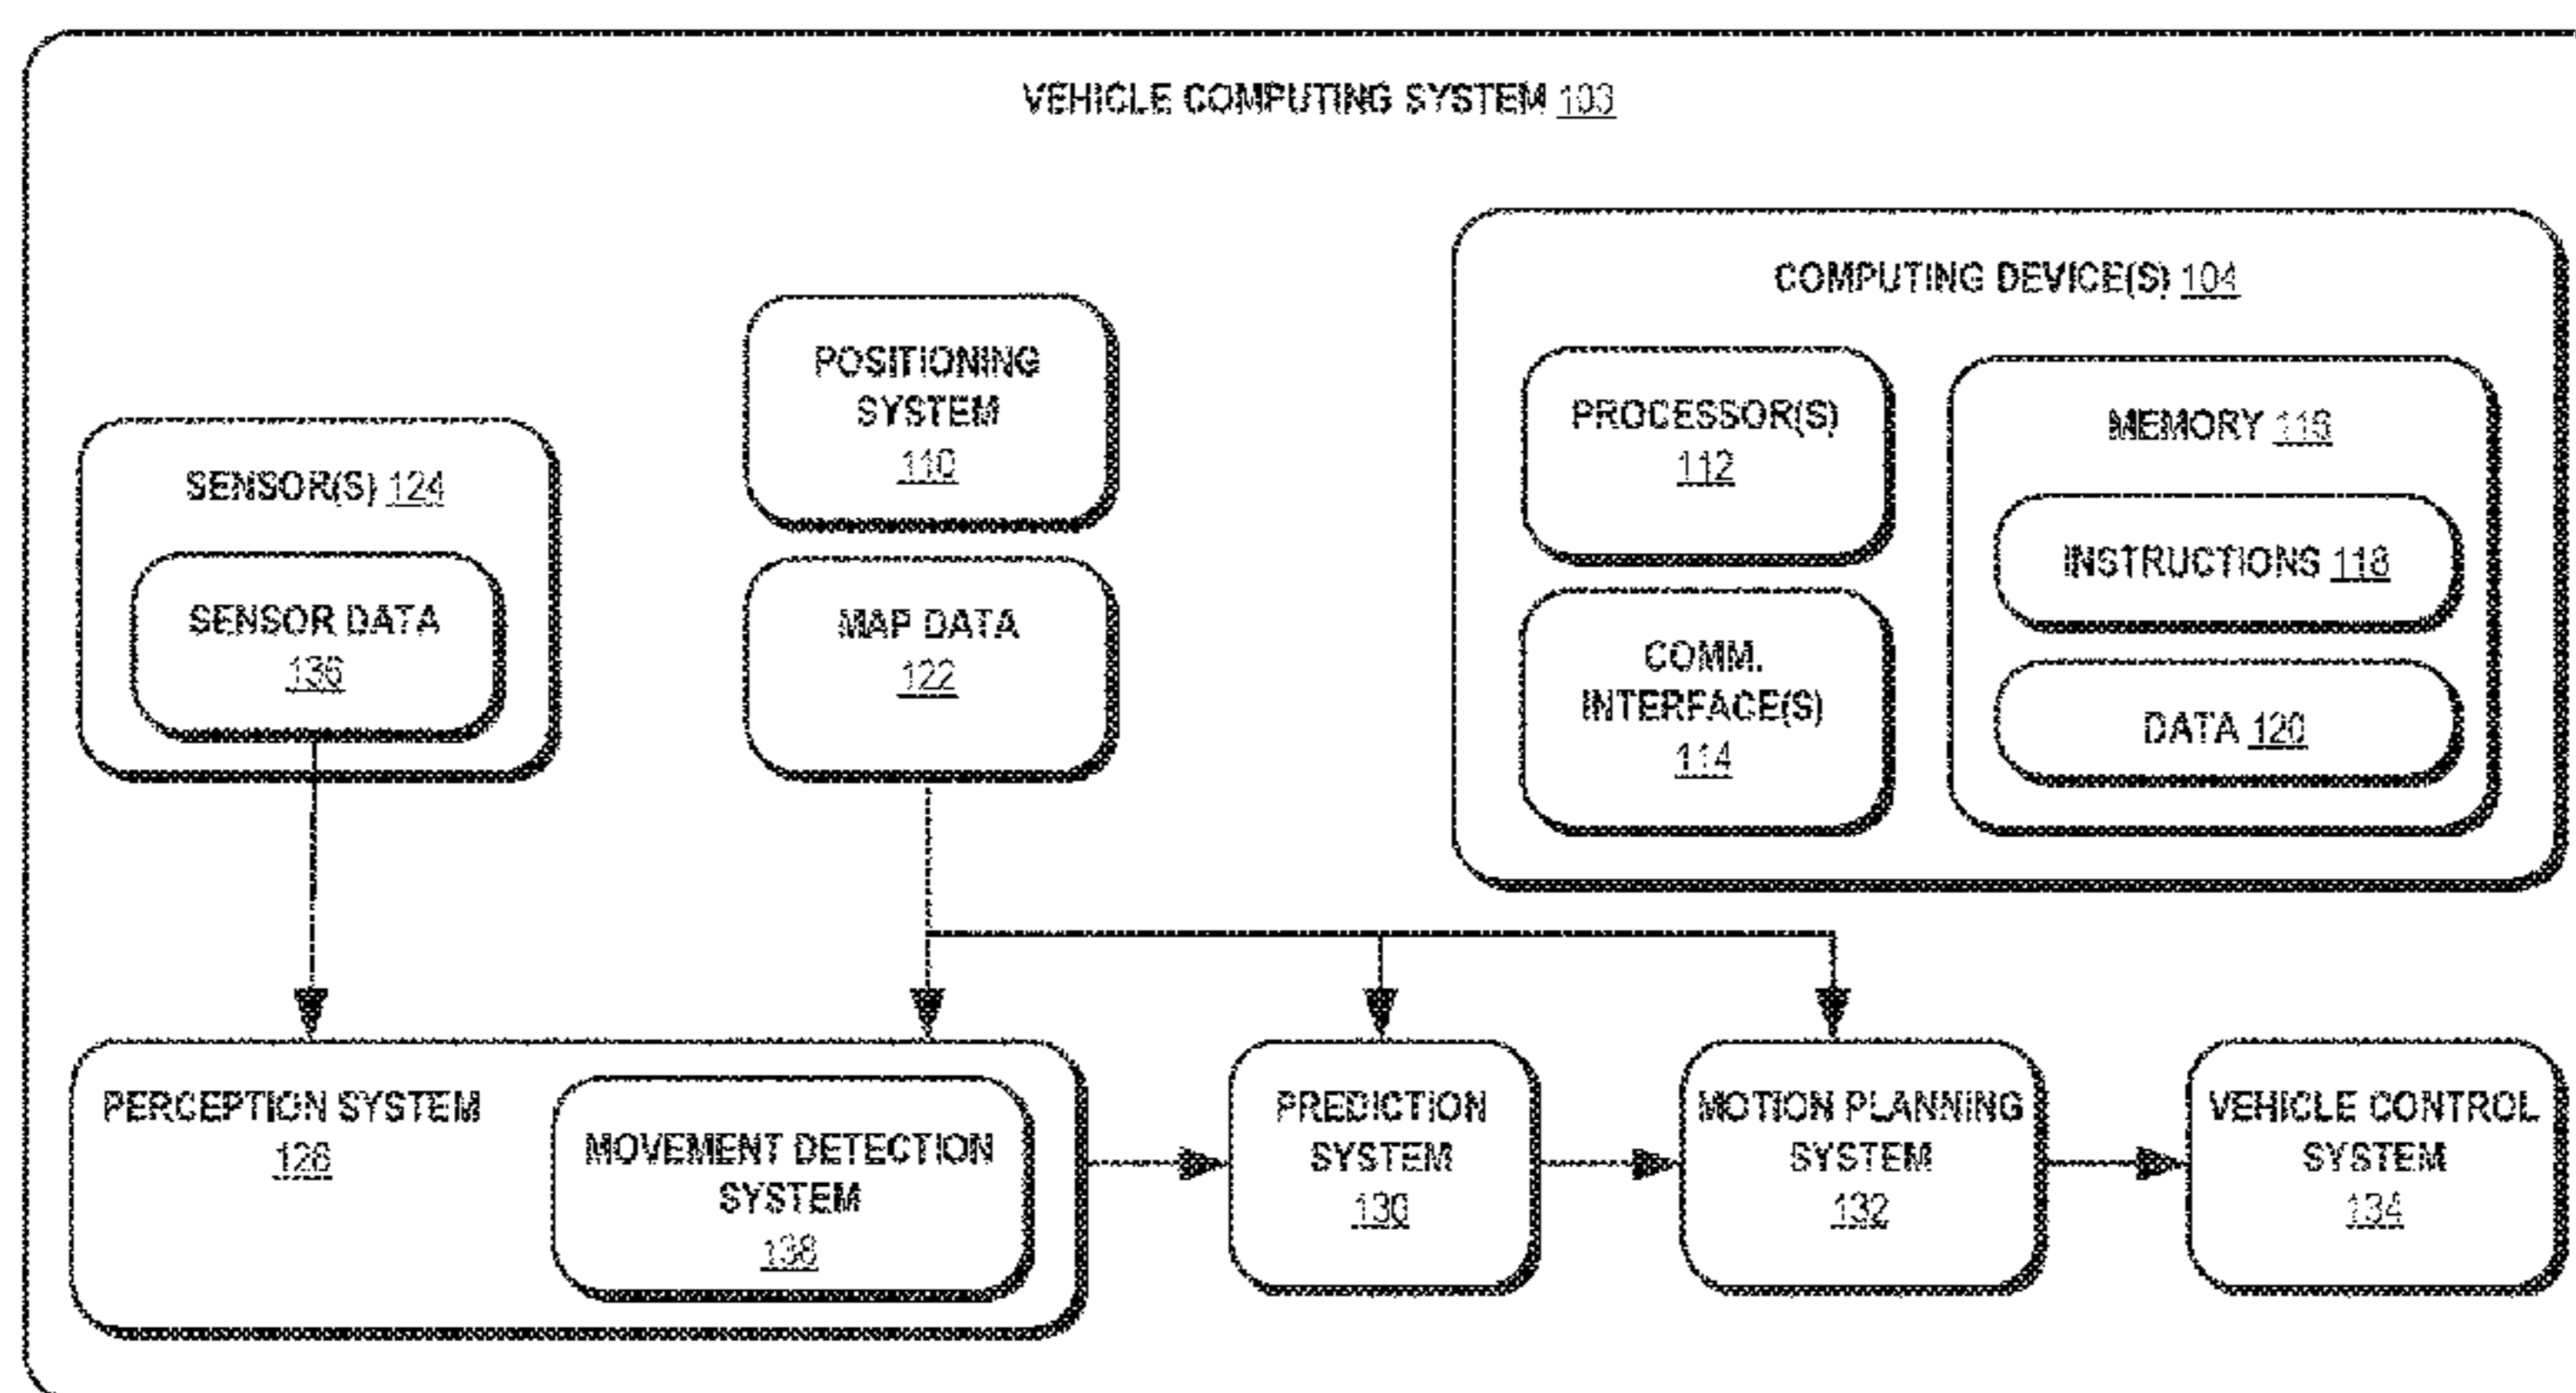 VEHICLE COMPUTING SYSTEM 103
COMPUTING DEVICE(S) 104
PROCESSOR(S)
112
COMM.
INTERFACE(S)
114
MEMORY 116
INSTRUCTIONS 118
DATA 120
POSITIONING
SYSTEM
110
MAP DATA
122
SENSOR(S) 124
SENSOR DATA
136
PERCEPTION SYSTEM
126
MOVEMENT DETECTION
SYSTEM
138
PREDICTION
SYSTEM
130
MOTION PLANNING
SYSTEM
132
VEHICLE CONTROL
SYSTEM
134